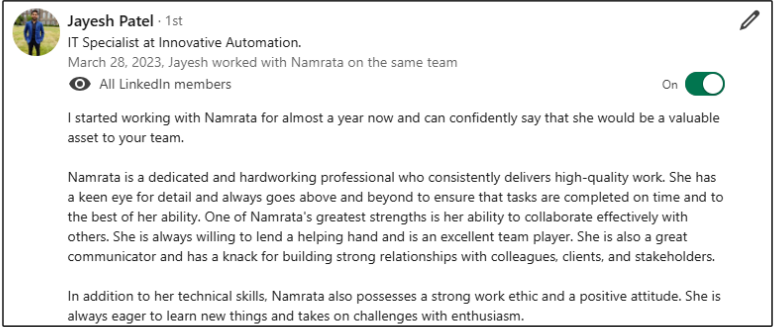 Jayesh Patel · 1st
IT Specialist at Innovative Automation.
March 28, 2023, Jayesh worked with Namrata on the same team
All LinkedIn members
On
I started working with Namrata for almost a year now and can confidently say that she would be a valuable
asset to your team.
Namrata is a dedicated and hardworking professional who consistently delivers high-quality work. She has
a keen eye for detail and always goes above and beyond to ensure that tasks are completed on time and to
the best of her ability. One of Namrata's greatest strengths is her ability to collaborate effectively with
others. She is always willing to lend a helping hand and is an excellent team player. She is also a great
communicator and has a knack for building strong relationships with colleagues, clients, and stakeholders.
In addition to her technical skills, Namrata also possesses a strong work ethic and a positive attitude. She is
always eager to learn new things and takes on challenges with enthusiasm.